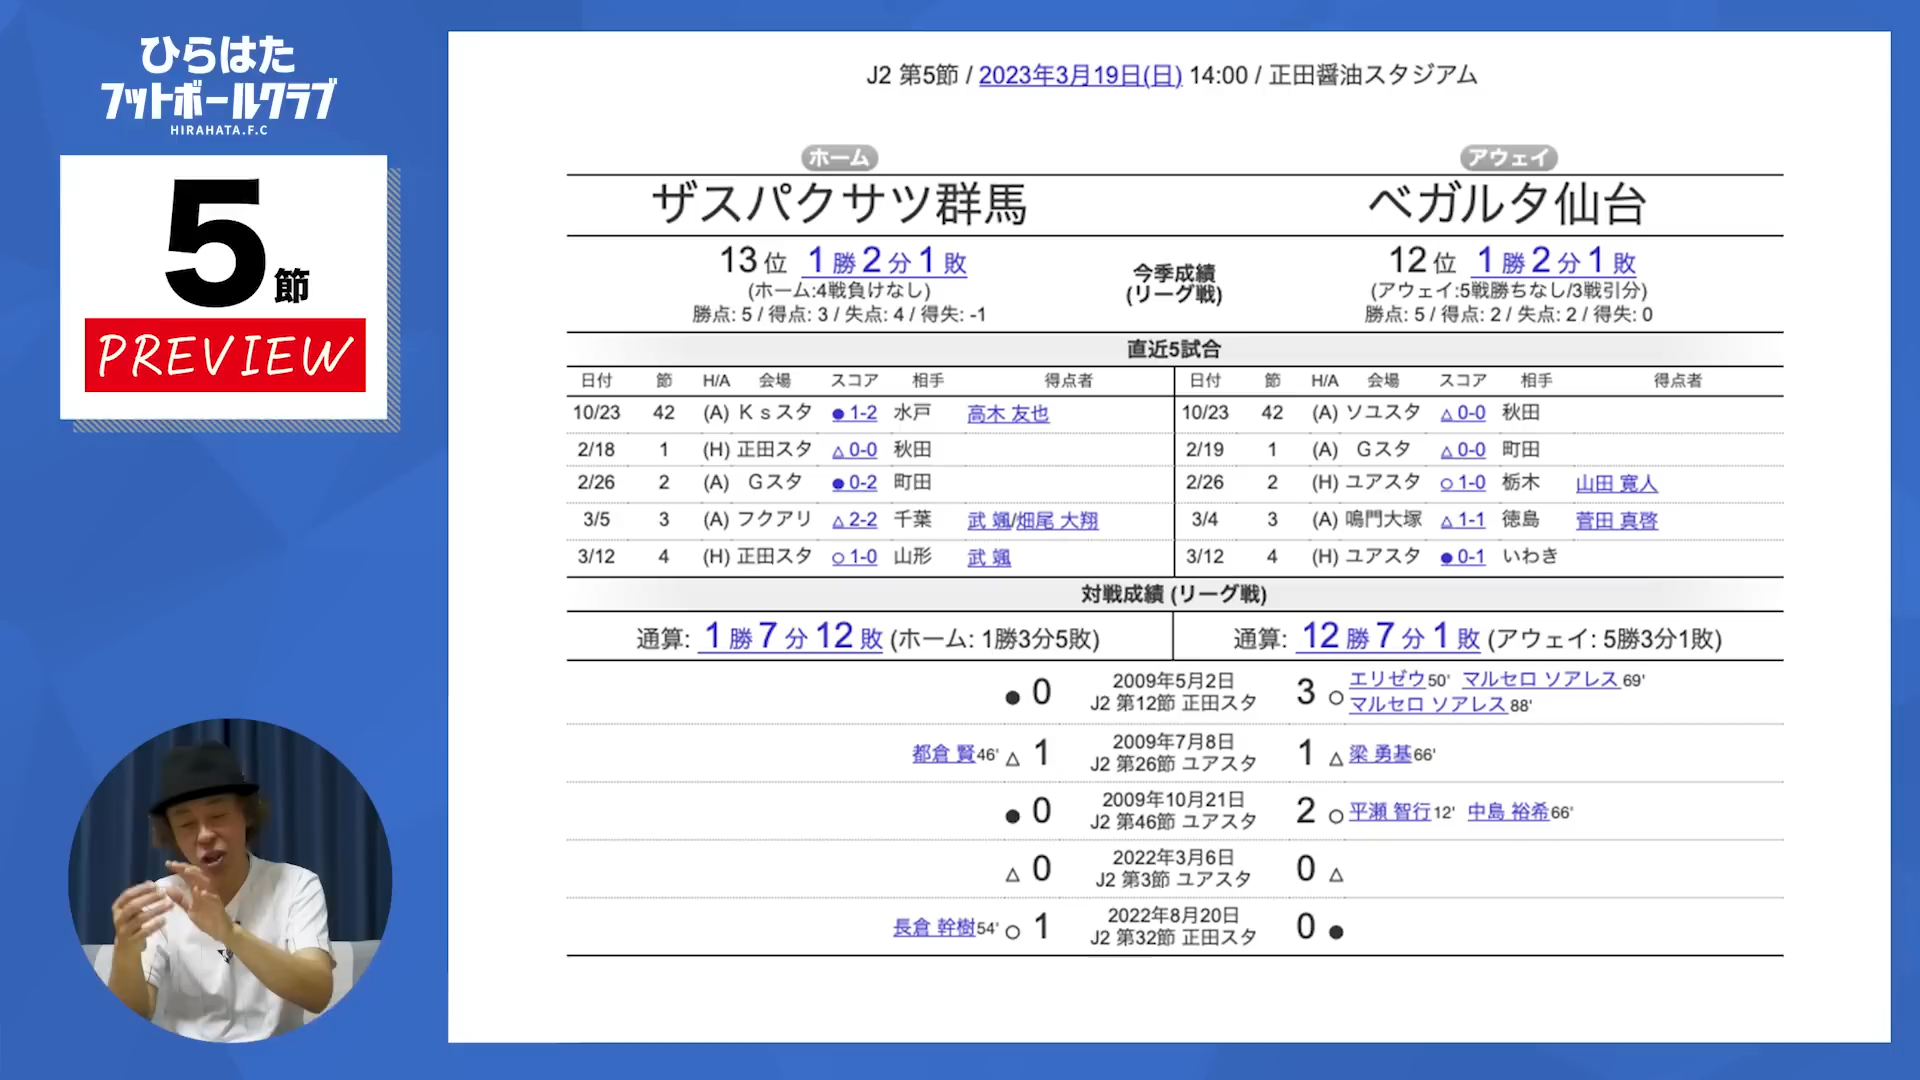 ひらはた
フットボールクラブ
HIRAHATA.F.C
5節
PREVIEW
J2 第5節 / 2023年3月19日(日) 14:00 / 正田醤油スタジアム
ホーム アウェイ
ザスパクサツ群馬 ベガルタ仙台
13位 1勝2分1敗 今季成績 12位 1勝2分1敗
(ホーム:4戦負けなし) (リーグ戦) (アウェイ:5戦勝ちなし/3戦引分)
勝点: 5 / 得点: 3 / 失点: 4 / 得失: -1 勝点: 5 / 得点: 2 / 失点: 2 / 得失: 0
直近5試合
日付 節 H/A 会場 スコア 相手 得点者 日付 節 H/A 会場 スコア 相手 得点者
10/23 42 (A) Ksスタ ●1-2 水戸 高木 友也 10/23 42 (A) ソユスタ △0-0 秋田
2/18 1 (H) 正田スタ △0-0 秋田 2/19 1 (A) Gスタ △0-0 町田
2/26 2 (A) Gスタ ●0-2 町田 2/26 2 (H) ユアスタ ○1-0 栃木 山田 寛人
3/5 3 (A) フクアリ △2-2 千葉 武 颯/畑尾 大翔 3/4 3 (A) 鳴門大塚 △1-1 徳島 菅田 真啓
3/12 4 (H) 正田スタ ○1-0 山形 武 颯 3/12 4 (H) ユアスタ ●0-1 いわき
対戦成績 (リーグ戦)
通算: 1勝7分12敗 (ホーム: 1勝3分5敗) 通算: 12勝7分1敗 (アウェイ: 5勝3分1敗)
● 0 2009年5月2日 3 ○ エリゼウ50' マルセロ ソアレス69'
J2 第12節 正田スタ マルセロ ソアレス88'
都倉 賢46' △ 1 2009年7月8日 1 △ 梁 勇基66'
J2 第26節 ユアスタ
● 0 2009年10月21日 2 ○ 平瀬 智行12' 中島 裕希66'
J2 第46節 ユアスタ
△ 0 2022年3月6日 0 △
J2 第3節 ユアスタ
長倉 幹樹54' ○ 1 2022年8月20日 0 ●
J2 第32節 正田スタ